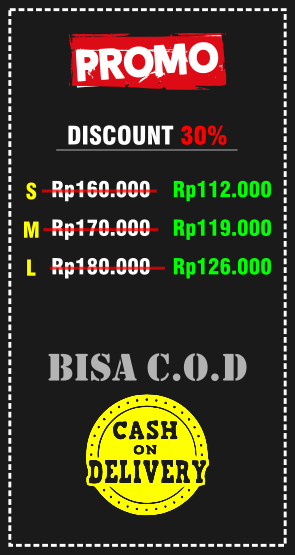 PROMO
DISCOUNT 30%
S Rp160.000 Rp112.000
M Rp170.000 Rp119.000
L Rp180.000 Rp126.000
BISA C.O.D
CASH
ON
DELIVERY